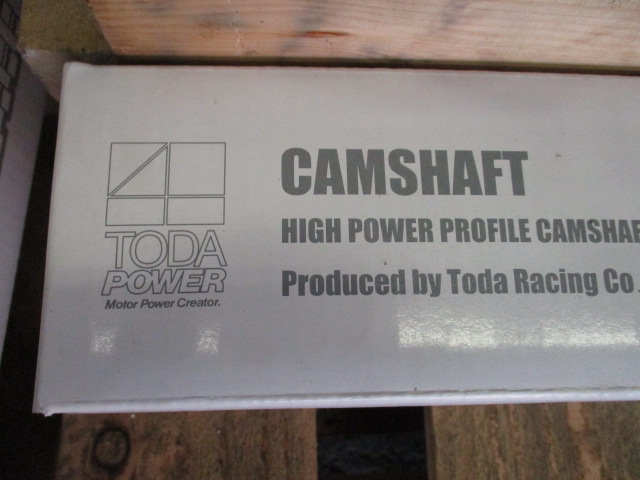 TODA
POWER
Motor Power Creator.
CAMSHAFT
HIGH POWER PROFILE CAMSHAF
Produced by Toda Racing Co.